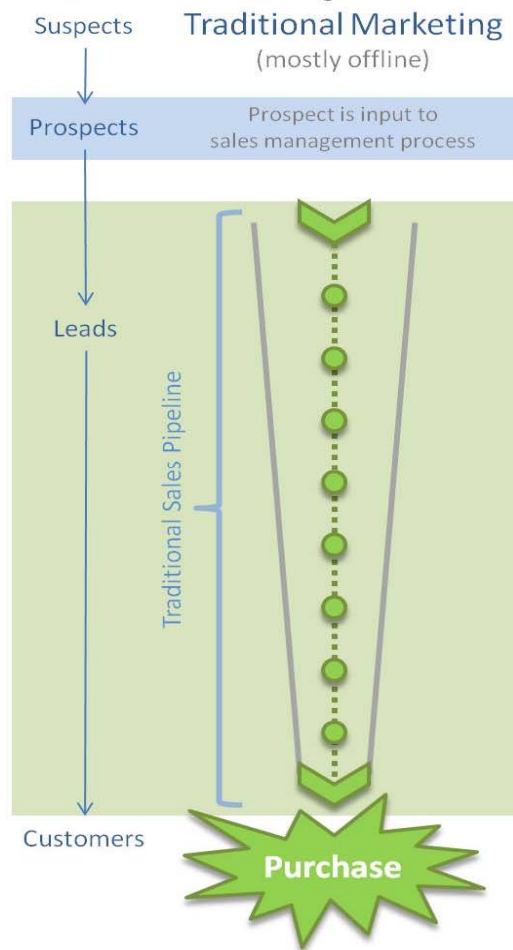 Suspects
Traditional Marketing
(mostly offline)
Prospects
Prospect is input to
sales management process
Leads
Traditional Sales Pipeline
Customers
Purchase